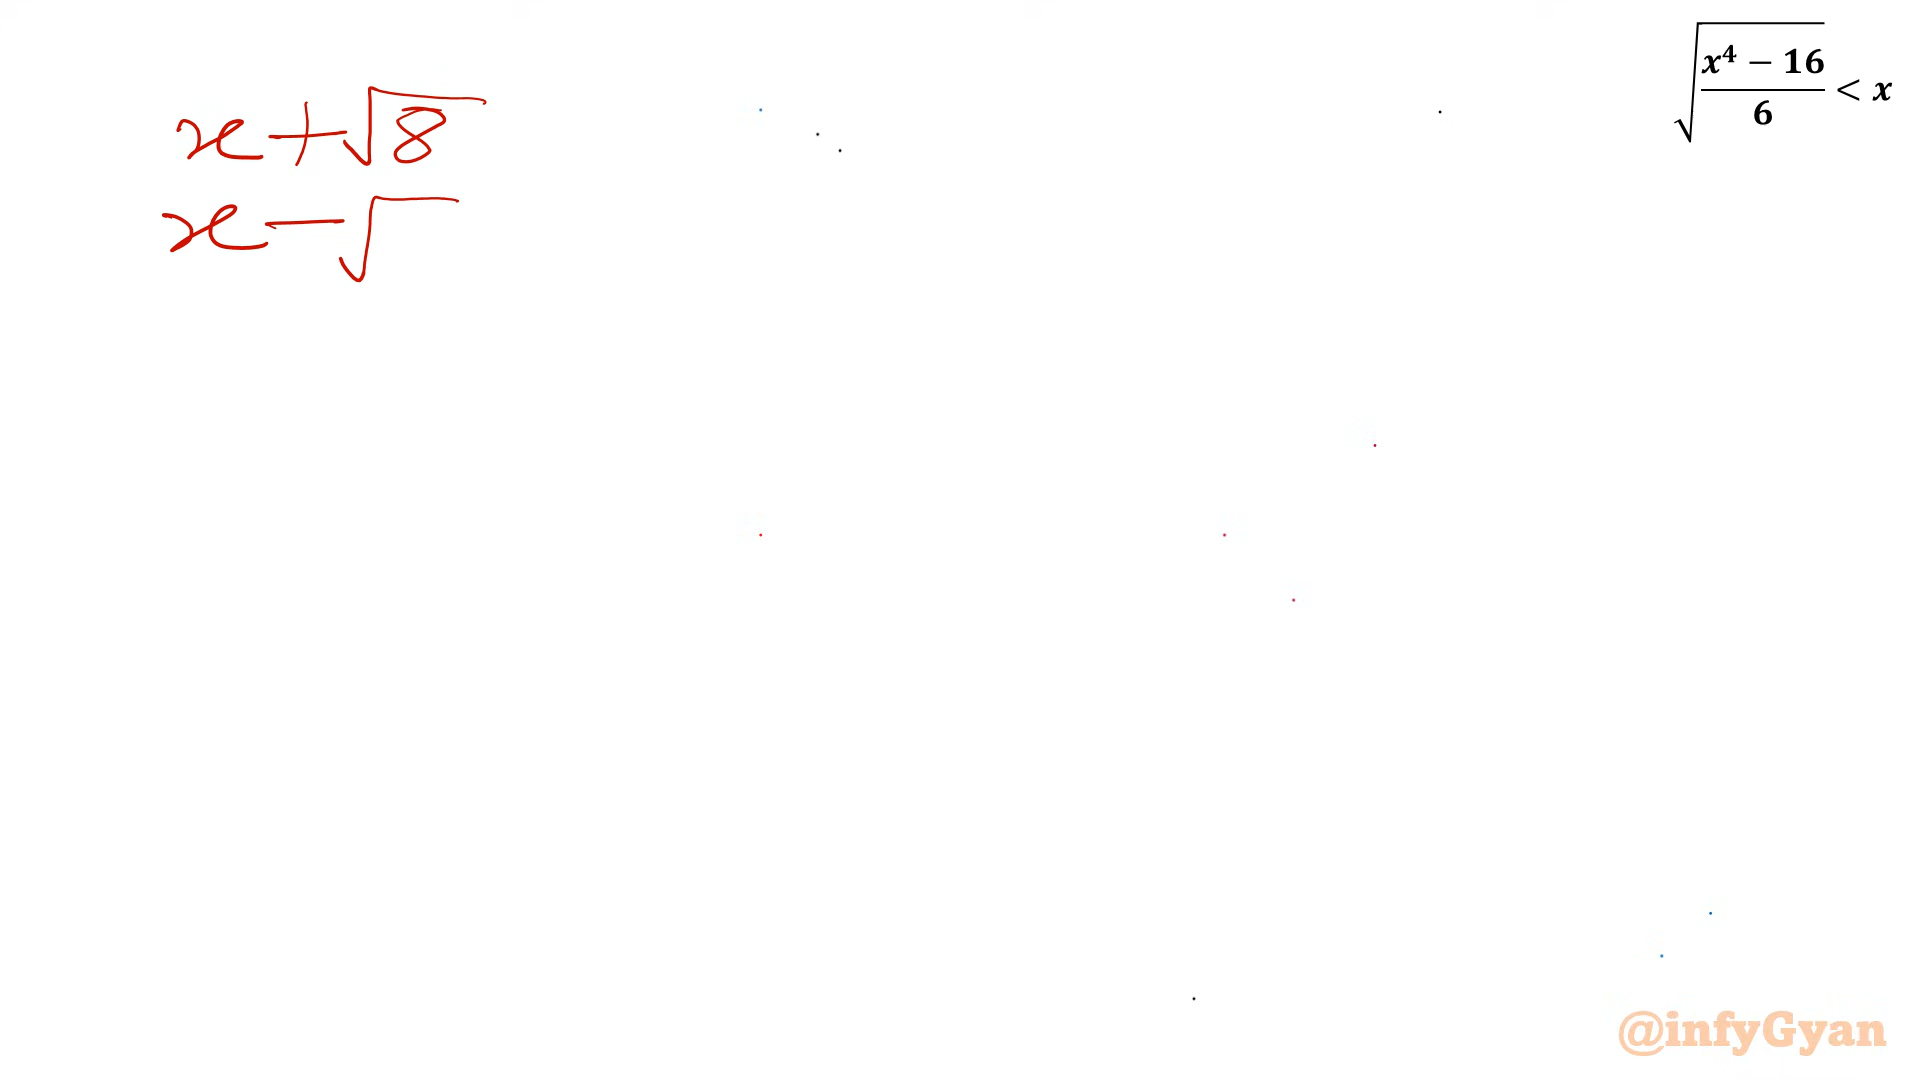 x + √8
x − √
√((x⁴ − 16)/6) < x
@infyGyan